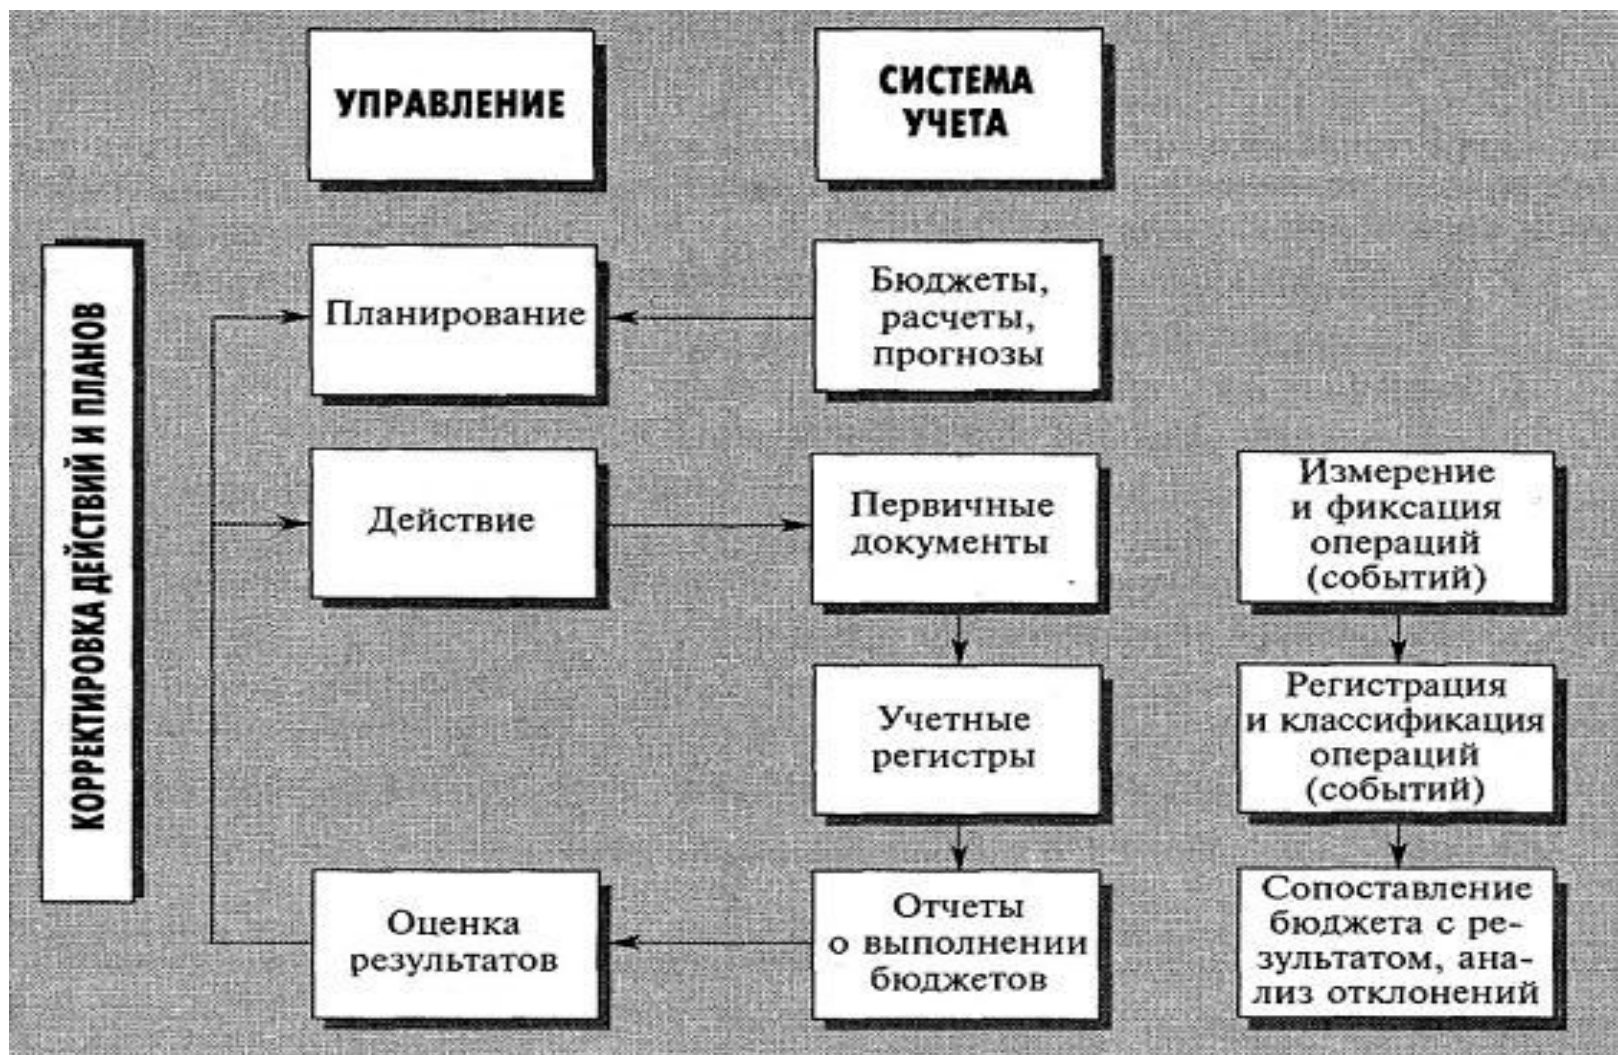 УПРАВЛЕНИЕ
СИСТЕМА
УЧЕТА
КОРРЕКТИРОВКА ДЕЙСТВИЙ И ПЛАНОВ
Планирование
Бюджеты,
расчеты,
прогнозы
Действие
Первичные
документы
Измерение
и фиксация
операций
(событий)
Учетные
регистры
Регистрация
и классификация
операций
(событий)
Оценка
результатов
Отчеты
о выполнении
бюджетов
Сопоставление
бюджета с ре-
зультатом, ана-
лиз отклонений